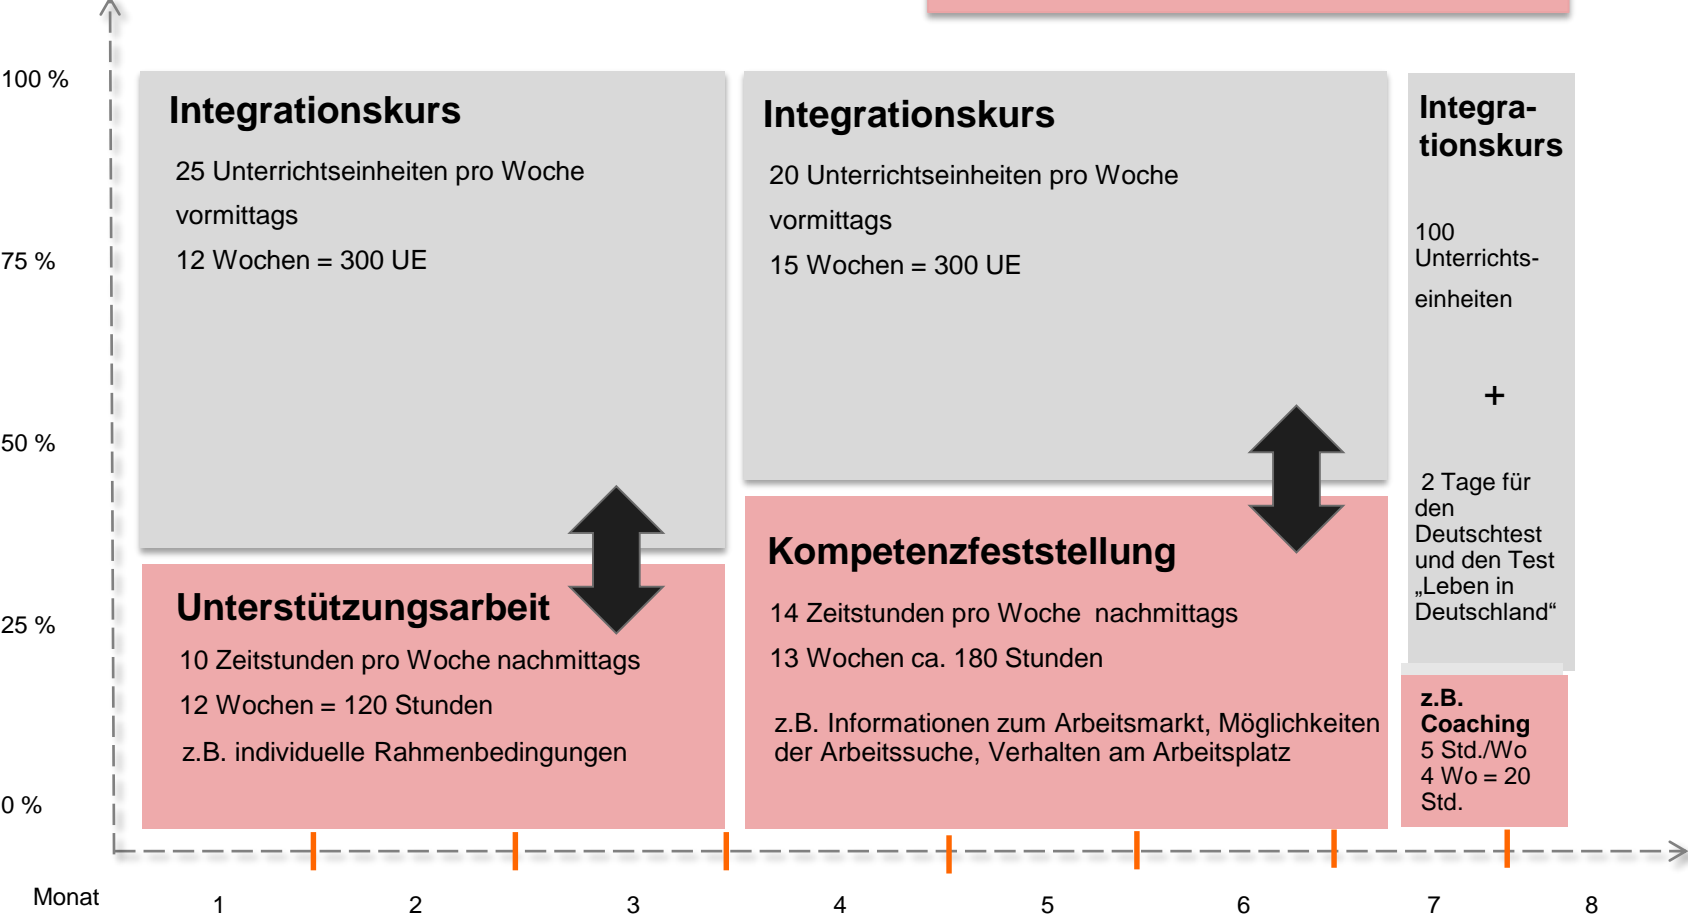 100 %
75 %
50 %
25 %
0 %
Integrationskurs
25 Unterrichtseinheiten pro Woche
vormittags
12 Wochen = 300 UE
Unterstützungsarbeit
10 Zeitstunden pro Woche nachmittags
12 Wochen = 120 Stunden
z.B. individuelle Rahmenbedingungen
Integrationskurs
20 Unterrichtseinheiten pro Woche
vormittags
15 Wochen = 300 UE
Kompetenzfeststellung
14 Zeitstunden pro Woche  nachmittags
13 Wochen ca. 180 Stunden
z.B. Informationen zum Arbeitsmarkt, Möglichkeiten
der Arbeitssuche, Verhalten am Arbeitsplatz
Integra-
tionskurs
100
Unterrichts-
einheiten
+
2 Tage für
den
Deutschtest
und den Test
„Leben in
Deutschland“
z.B.
Coaching
5 Std./Wo
4 Wo = 20
Std.
Monat 1 2 3 4 5 6 7 8